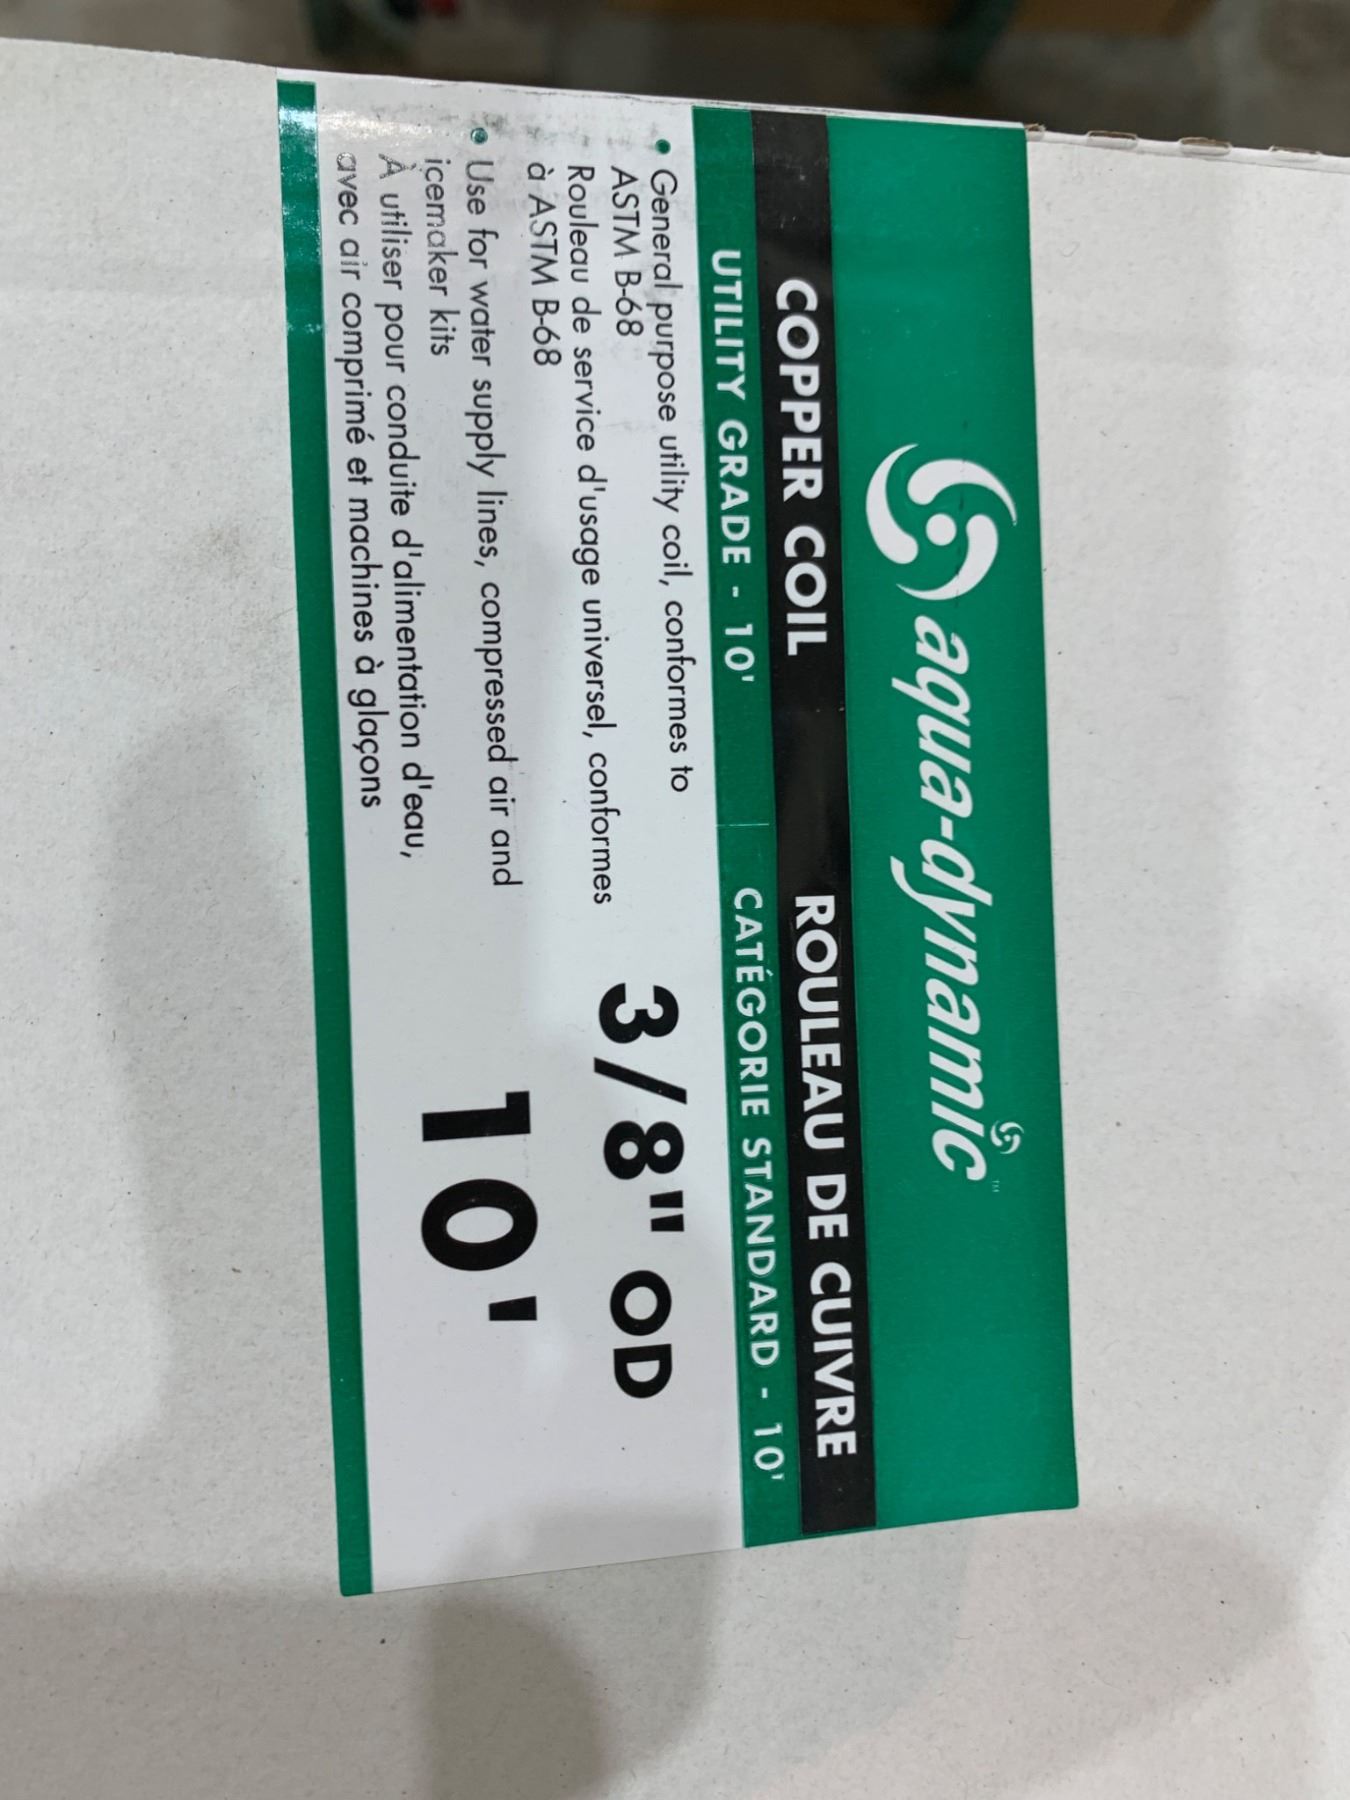 aqua-dynamic™
COPPER COIL ROULEAU DE CUIVRE
UTILITY GRADE - 10' CATÉGORIE STANDARD - 10'
• General purpose utility coil, conformes to
ASTM B-68
Rouleau de service d'usage universel, conformes
à ASTM B-68
• Use for water supply lines, compressed air and
icemaker kits
À utiliser pour conduite d'alimentation d'eau,
avec air comprimé et machines à glaçons
3/8" OD
10'